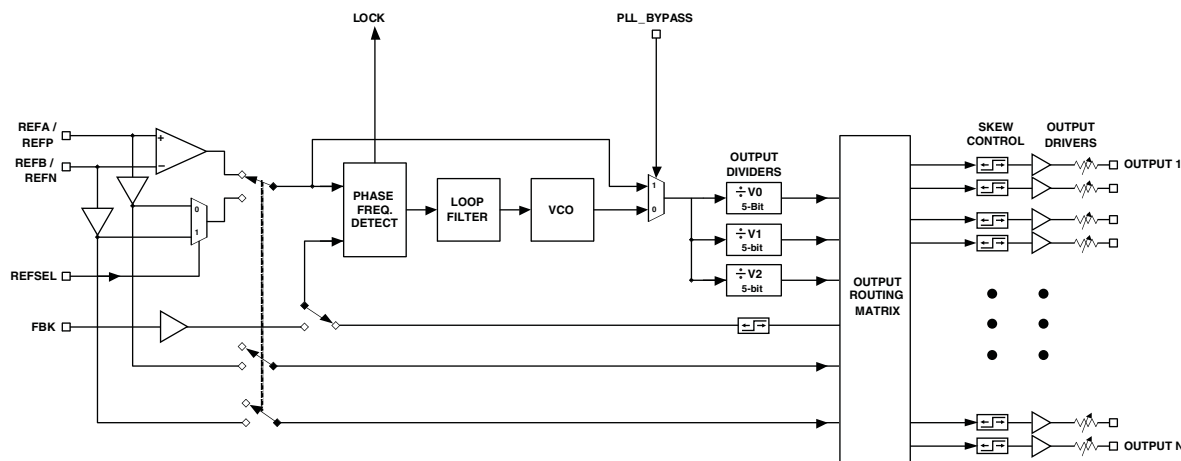 LOCK
PLL_BYPASS
REFA /
REFP
REFB /
REFN
+
−
0
1
REFSEL
FBK
PHASE
FREQ.
DETECT
LOOP
FILTER
VCO
1
0
OUTPUT
DIVIDERS
÷ V0
5-Bit
÷ V1
5-bit
÷ V2
5-bit
OUTPUT
ROUTING
MATRIX
SKEW
CONTROL
OUTPUT
DRIVERS
OUTPUT 1
OUTPUT N